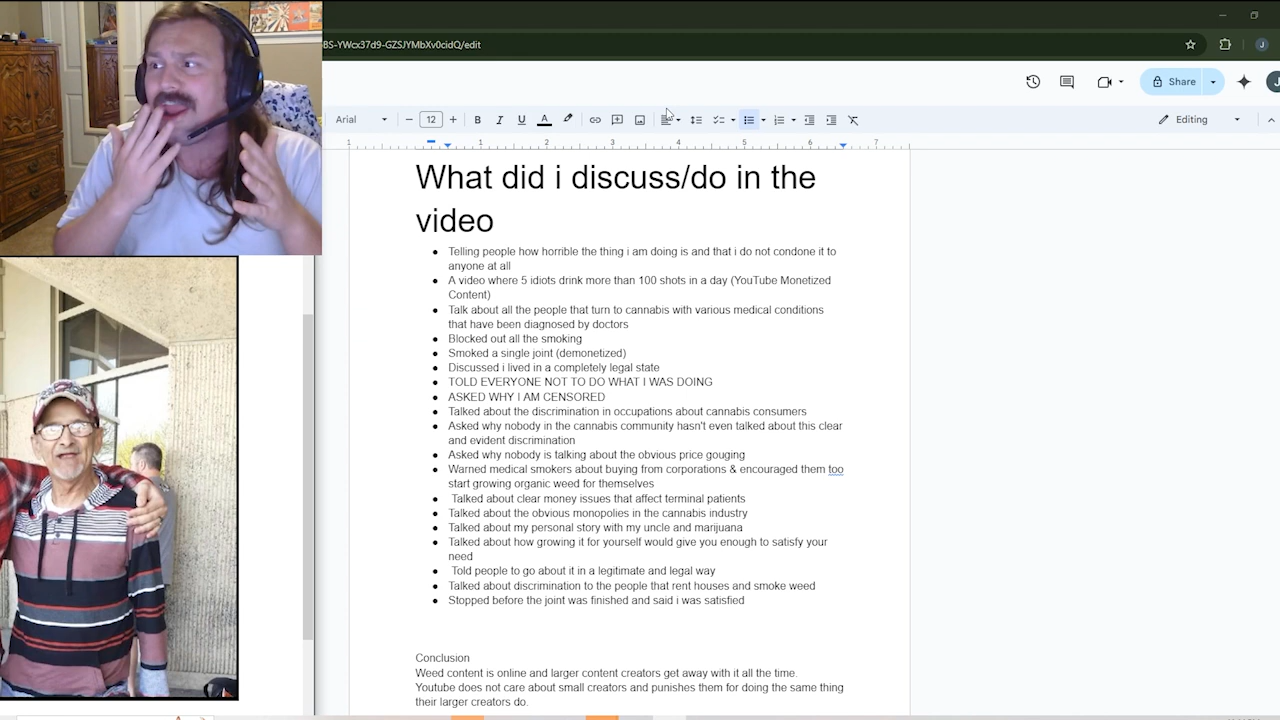 BS-YWcx37d9-GZSJYMbXv0cidQ/edit
Share
Arial
12
B I U A
Editing
1 1 2 3 4 5 6 7
What did i discuss/do in the
video
Telling people how horrible the thing i am doing is and that i do not condone it to
anyone at all
A video where 5 idiots drink more than 100 shots in a day (YouTube Monetized
Content)
Talk about all the people that turn to cannabis with various medical conditions
that have been diagnosed by doctors
Blocked out all the smoking
Smoked a single joint (demonetized)
Discussed i lived in a completely legal state
TOLD EVERYONE NOT TO DO WHAT I WAS DOING
ASKED WHY I AM CENSORED
Talked about the discrimination in occupations about cannabis consumers
Asked why nobody in the cannabis community hasn't even talked about this clear
and evident discrimination
Asked why nobody is talking about the obvious price gouging
Warned medical smokers about buying from corporations & encouraged them too
start growing organic weed for themselves
Talked about clear money issues that affect terminal patients
Talked about the obvious monopolies in the cannabis industry
Talked about my personal story with my uncle and marijuana
Talked about how growing it for yourself would give you enough to satisfy your
need
Told people to go about it in a legitimate and legal way
Talked about discrimination to the people that rent houses and smoke weed
Stopped before the joint was finished and said i was satisfied
Conclusion
Weed content is online and larger content creators get away with it all the time.
Youtube does not care about small creators and punishes them for doing the same thing
their larger creators do.